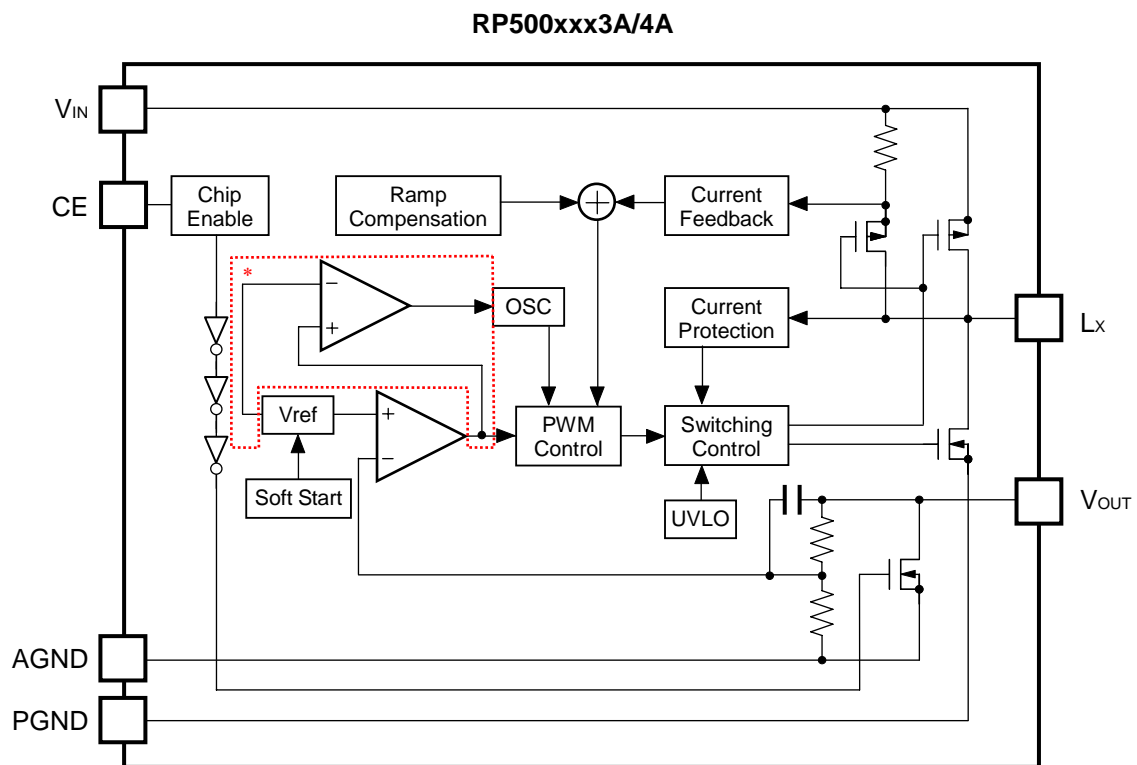 RP500xxx3A/4A
VIN
CE
Chip
Enable
Ramp
Compensation
+
Current
Feedback
*
−
+
OSC
Current
Protection
LX
Vref
+
−
PWM
Control
Switching
Control
Soft Start
UVLO
VOUT
AGND
PGND